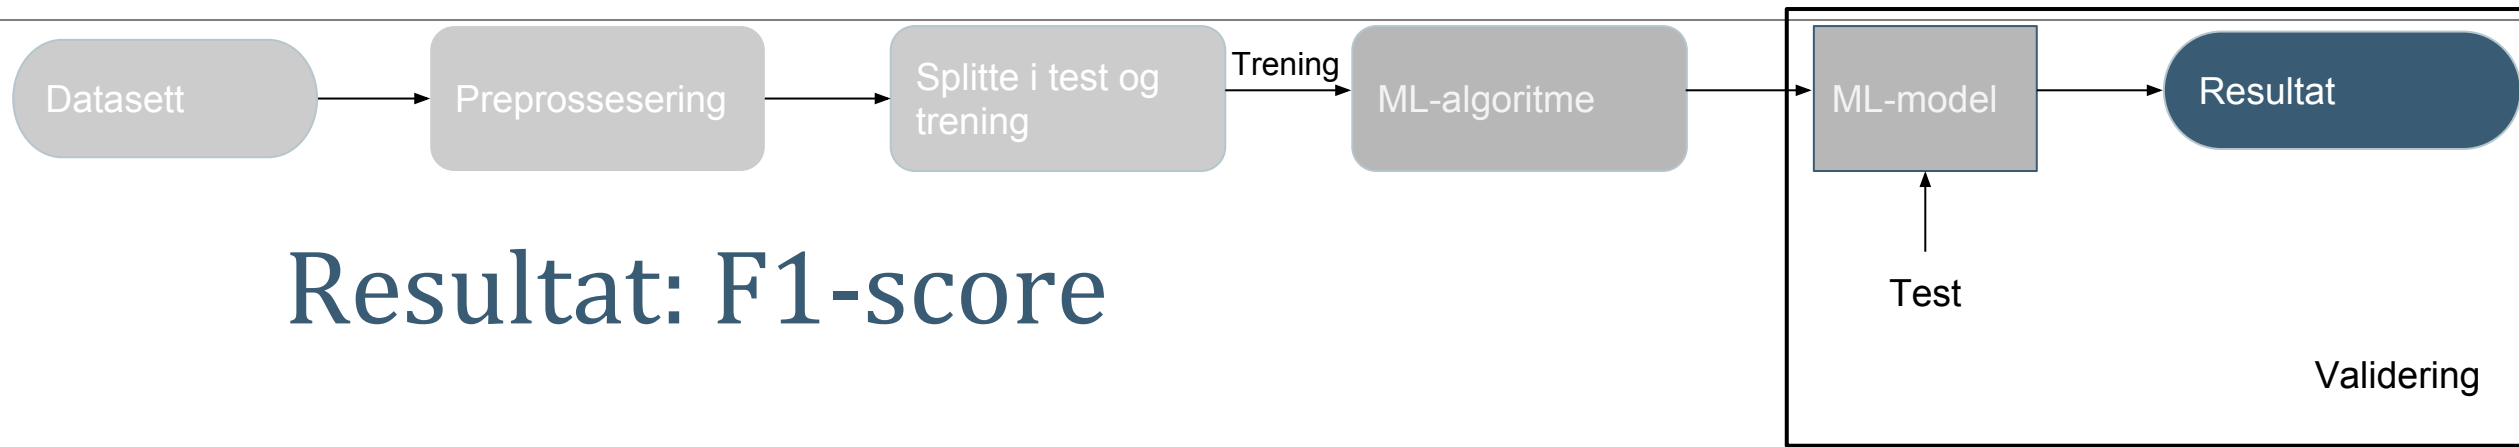 Datasett
Preprossesering
Splitte i test og
trening
Trening
ML-algoritme
ML-model
Resultat
Test
Resultat: F1-score
Validering